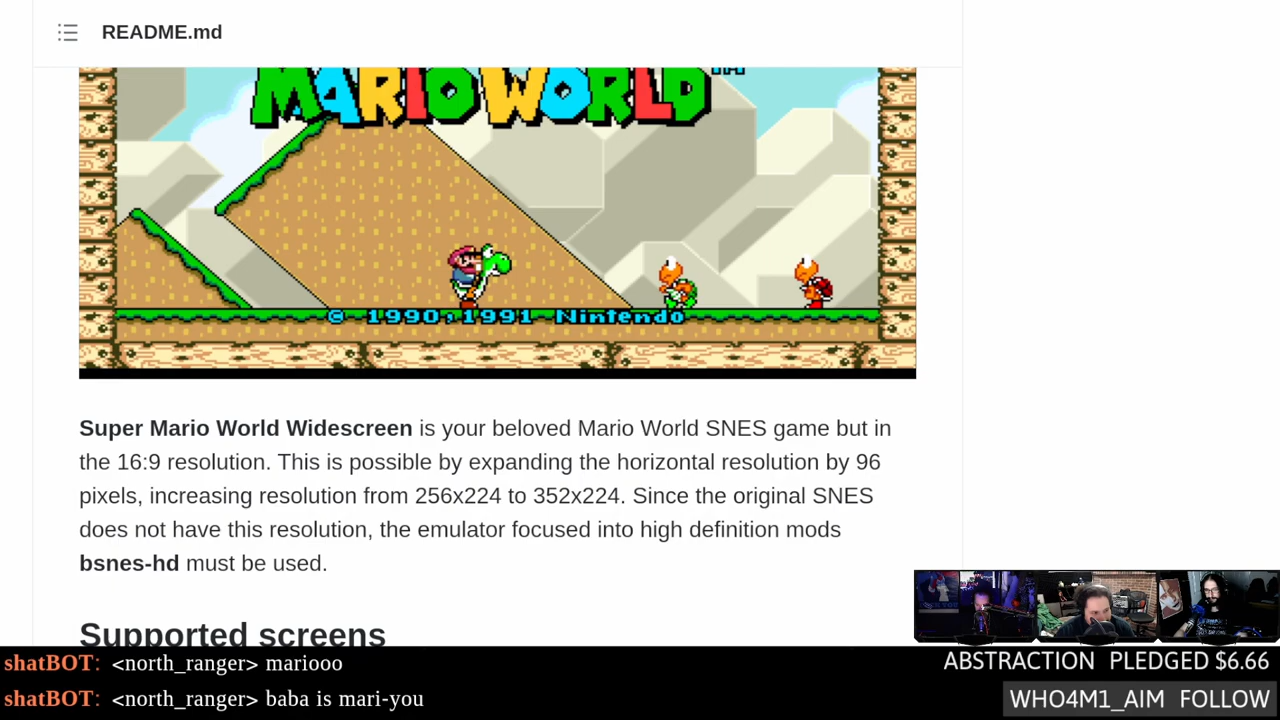 README.md
MARIO WORLD TM
© 1990,1991 Nintendo
Super Mario World Widescreen is your beloved Mario World SNES game but in
the 16:9 resolution. This is possible by expanding the horizontal resolution by 96
pixels, increasing resolution from 256x224 to 352x224. Since the original SNES
does not have this resolution, the emulator focused into high definition mods
bsnes-hd must be used.
Supported screens
shatBOT: <north_ranger> mariooo
ABSTRACTION PLEDGED $6.66
shatBOT: <north_ranger> baba is mari-you
WHO4M1_AIM FOLLOW